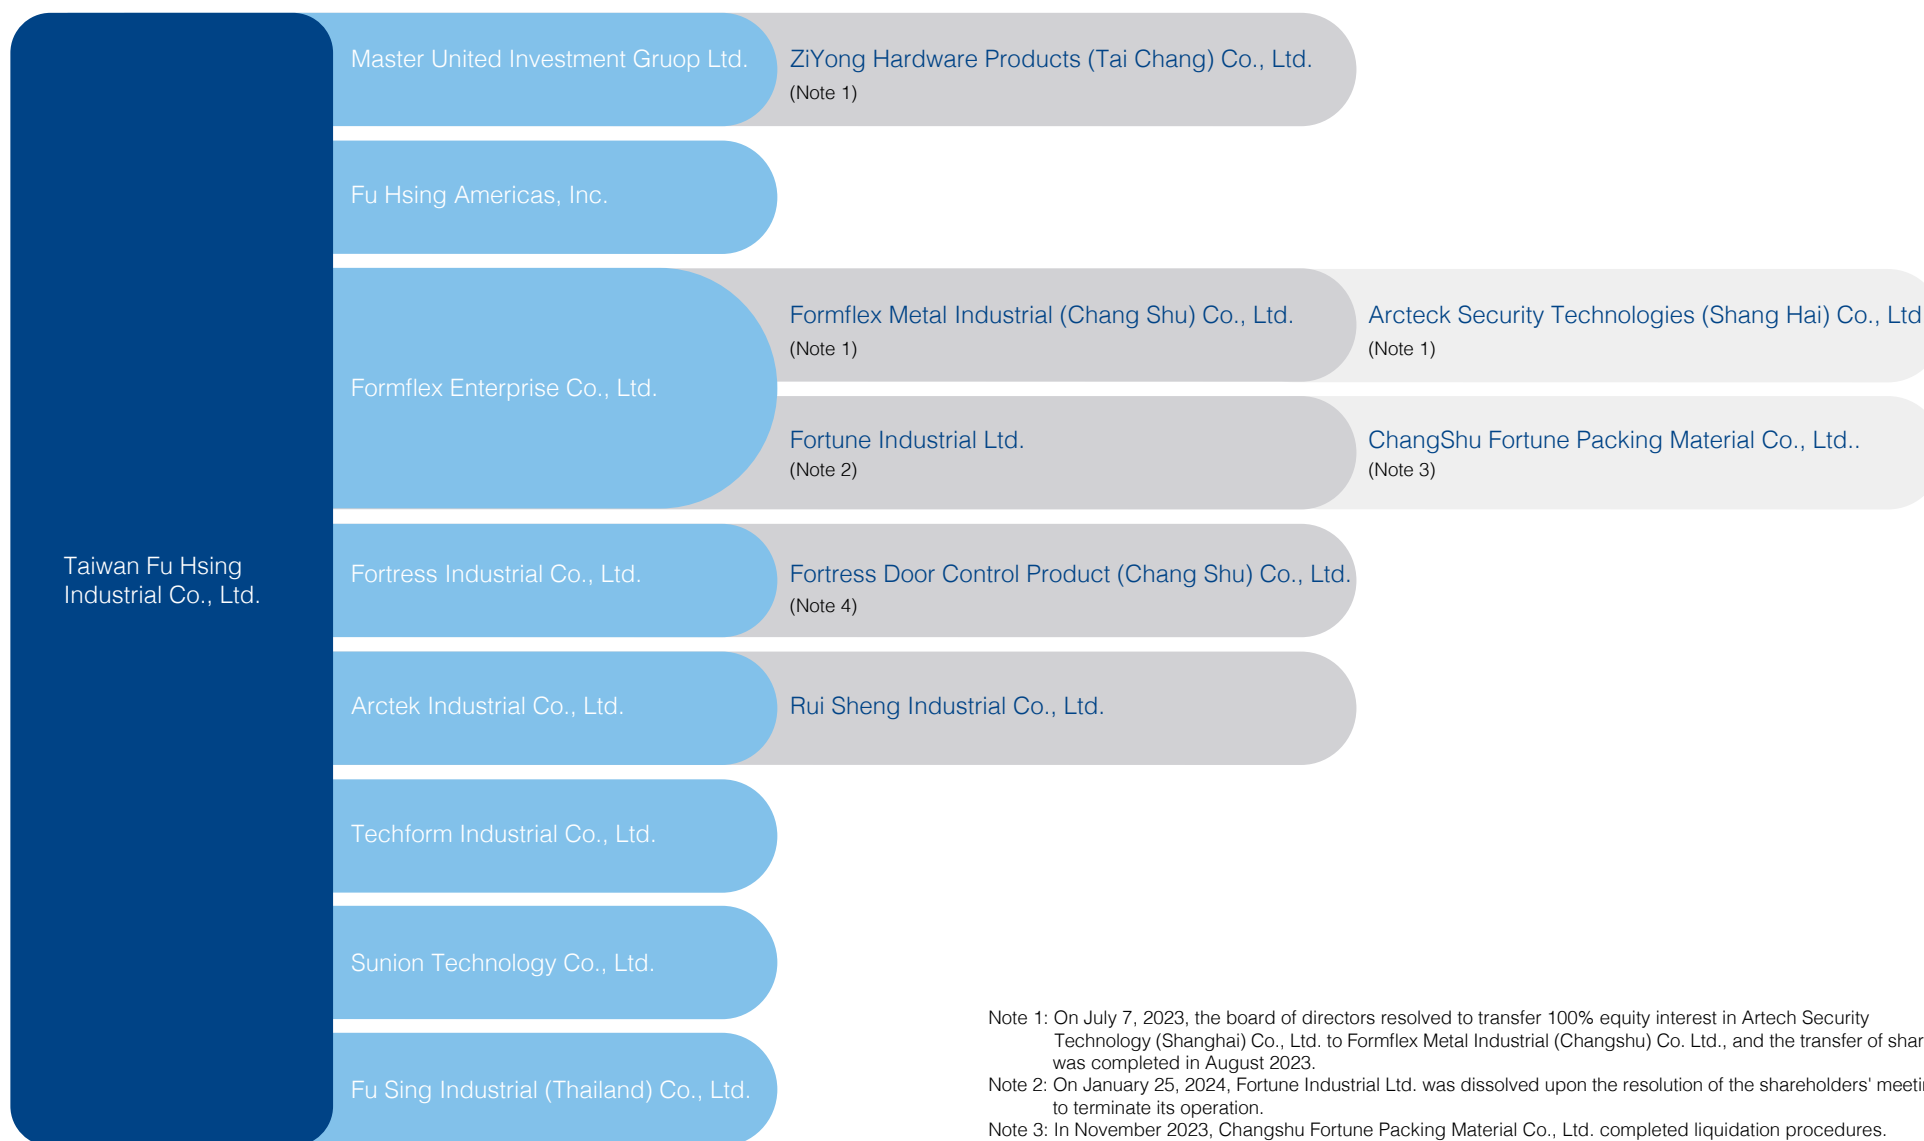 Taiwan Fu Hsing
Industrial Co., Ltd.
Master United Investment Gruop Ltd.
ZiYong Hardware Products (Tai Chang) Co., Ltd.
(Note 1)
Fu Hsing Americas, Inc.
Formflex Enterprise Co., Ltd.
Formflex Metal Industrial (Chang Shu) Co., Ltd.
(Note 1)
Arcteck Security Technologies (Shang Hai) Co., Ltd
(Note 1)
Fortune Industrial Ltd.
(Note 2)
ChangShu Fortune Packing Material Co., Ltd..
(Note 3)
Fortress Industrial Co., Ltd.
Fortress Door Control Product (Chang Shu) Co., Ltd.
(Note 4)
Arctek Industrial Co., Ltd.
Rui Sheng Industrial Co., Ltd.
Techform Industrial Co., Ltd.
Sunion Technology Co., Ltd.
Fu Sing Industrial (Thailand) Co., Ltd.
Note 1: On July 7, 2023, the board of directors resolved to transfer 100% equity interest in Artech Security
Technology (Shanghai) Co., Ltd. to Formflex Metal Industrial (Changshu) Co. Ltd., and the transfer of shar
was completed in August 2023.
Note 2: On January 25, 2024, Fortune Industrial Ltd. was dissolved upon the resolution of the shareholders' meeti
to terminate its operation.
Note 3: In November 2023, Changshu Fortune Packing Material Co., Ltd. completed liquidation procedures.